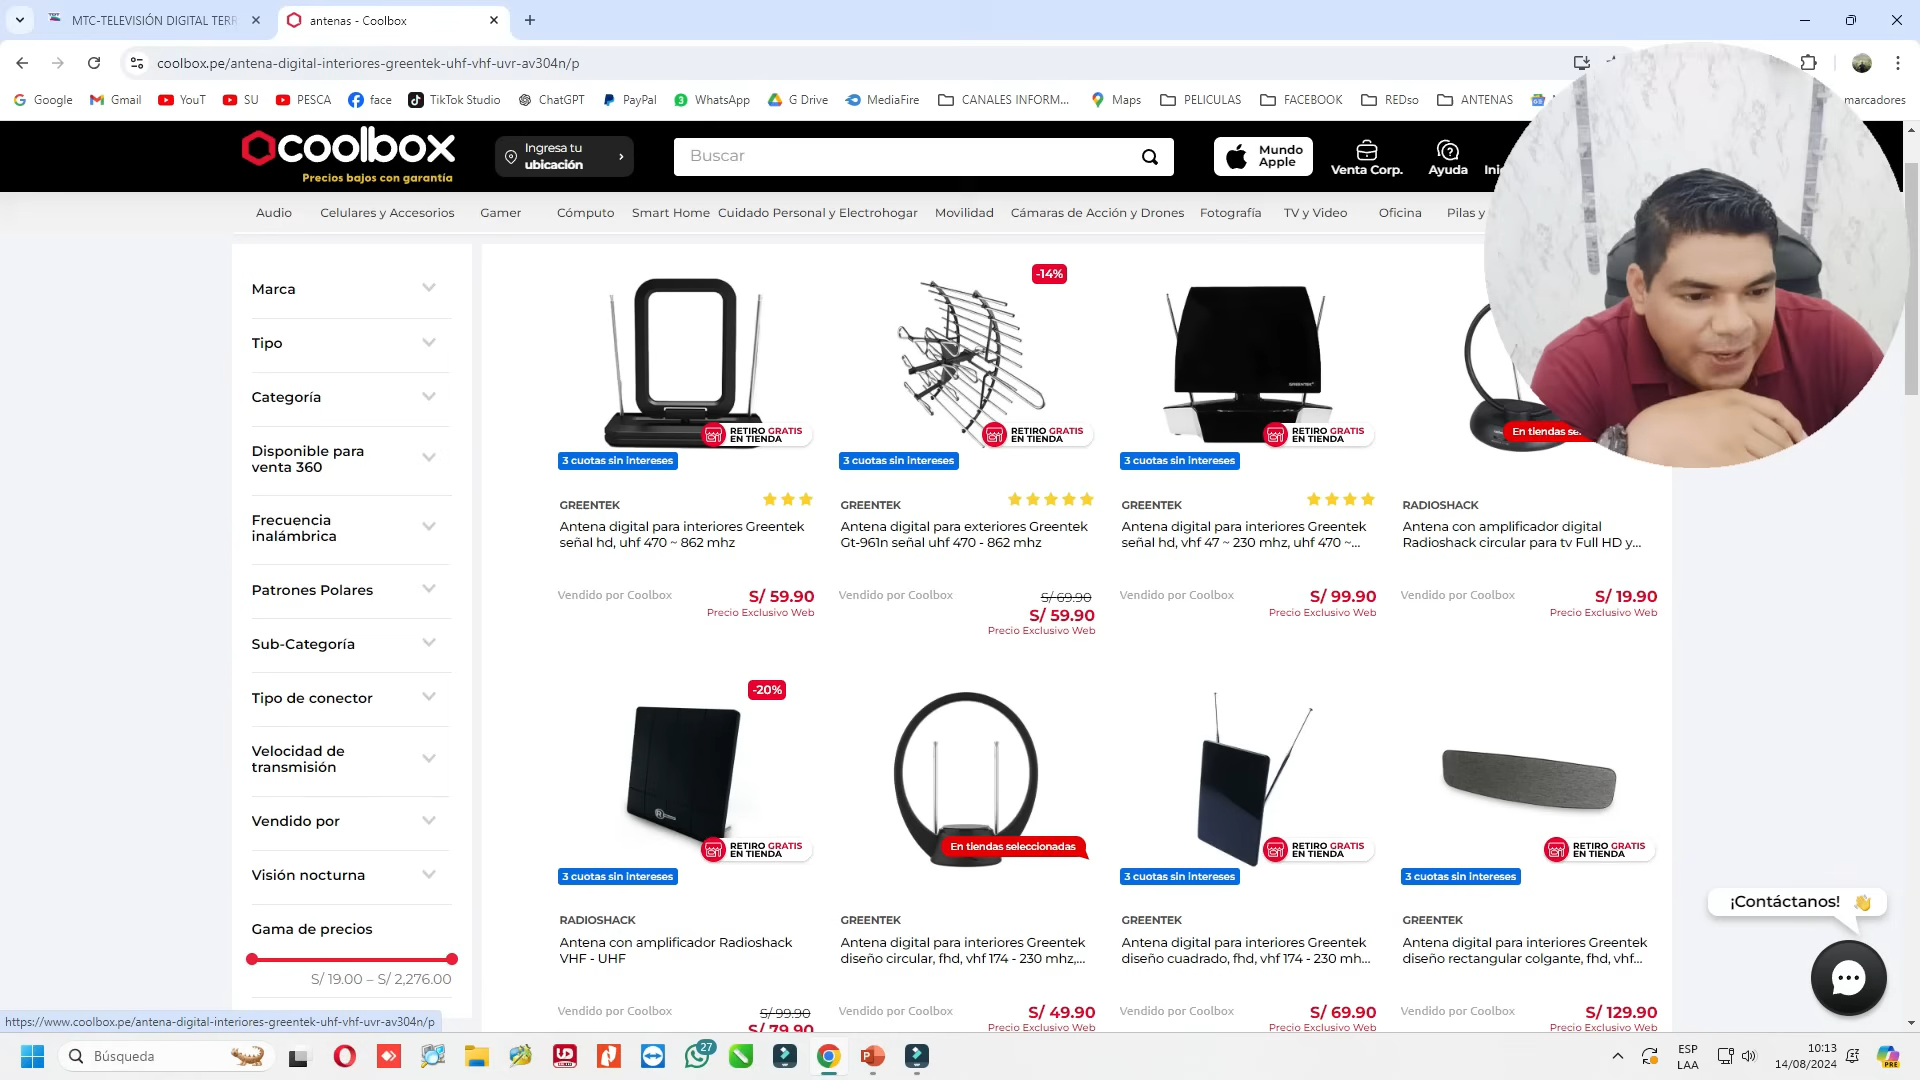 MTC-TELEVISIÓN DIGITAL TERR
antenas - Coolbox
coolbox.pe/antena-digital-interiores-greentek-uhf-vhf-uvr-av304n/p
Google
Gmail
YouT
SU
PESCA
face
TikTok Studio
ChatGPT
PayPal
WhatsApp
G Drive
MediaFire
CANALES INFORM...
Maps
PELICULAS
FACEBOOK
REDso
ANTENAS
marcadores
coolbox
Precios bajos con garantía
Ingresa tu
ubicación
Buscar
Mundo
Apple
Venta Corp.
Ayuda
Audio
Celulares y Accesorios
Gamer
Cómputo
Smart Home
Cuidado Personal y Electrohogar
Movilidad
Cámaras de Acción y Drones
Fotografía
TV y Video
Oficina
Pilas y
Marca
Tipo
Categoría
Disponible para
venta 360
Frecuencia
inalámbrica
Patrones Polares
Sub-Categoría
Tipo de conector
Velocidad de
transmisión
Vendido por
Visión nocturna
Gama de precios
S/ 19.00 – S/ 2,276.00
RETIRO GRATIS
EN TIENDA
3 cuotas sin intereses
GREENTEK
Antena digital para interiores Greentek
señal hd, uhf 470 ~ 862 mhz
Vendido por Coolbox
S/ 59.90
Precio Exclusivo Web
-14%
RETIRO GRATIS
EN TIENDA
3 cuotas sin intereses
GREENTEK
Antena digital para exteriores Greentek
Gt-961n señal uhf 470 - 862 mhz
Vendido por Coolbox
S/ 69.90
S/ 59.90
Precio Exclusivo Web
GREENTEK
RETIRO GRATIS
EN TIENDA
3 cuotas sin intereses
GREENTEK
Antena digital para interiores Greentek
señal hd, vhf 47 ~ 230 mhz, uhf 470 ~...
Vendido por Coolbox
S/ 99.90
Precio Exclusivo Web
En tiendas
RADIOSHACK
Antena con amplificador digital
Radioshack circular para tv Full HD y...
Vendido por Coolbox
S/ 19.90
Precio Exclusivo Web
-20%
RETIRO GRATIS
EN TIENDA
3 cuotas sin intereses
RADIOSHACK
Antena con amplificador Radioshack
VHF - UHF
Vendido por Coolbox
S/ 99.90
S/ 79.90
En tiendas seleccionadas
GREENTEK
Antena digital para interiores Greentek
diseño circular, fhd, vhf 174 - 230 mhz,...
Vendido por Coolbox
S/ 49.90
Precio Exclusivo Web
RETIRO GRATIS
EN TIENDA
3 cuotas sin intereses
GREENTEK
Antena digital para interiores Greentek
diseño cuadrado, fhd, vhf 174 - 230 mh...
Vendido por Coolbox
S/ 69.90
Precio Exclusivo Web
RETIRO GRATIS
EN TIENDA
3 cuotas sin intereses
GREENTEK
Antena digital para interiores Greentek
diseño rectangular colgante, fhd, vhf...
Vendido por Coolbox
S/ 129.90
Precio Exclusivo Web
¡Contáctanos!
https://www.coolbox.pe/antena-digital-interiores-greentek-uhf-vhf-uvr-av304n/p
Búsqueda
27
ESP
LAA
10:13
14/08/2024
PRE